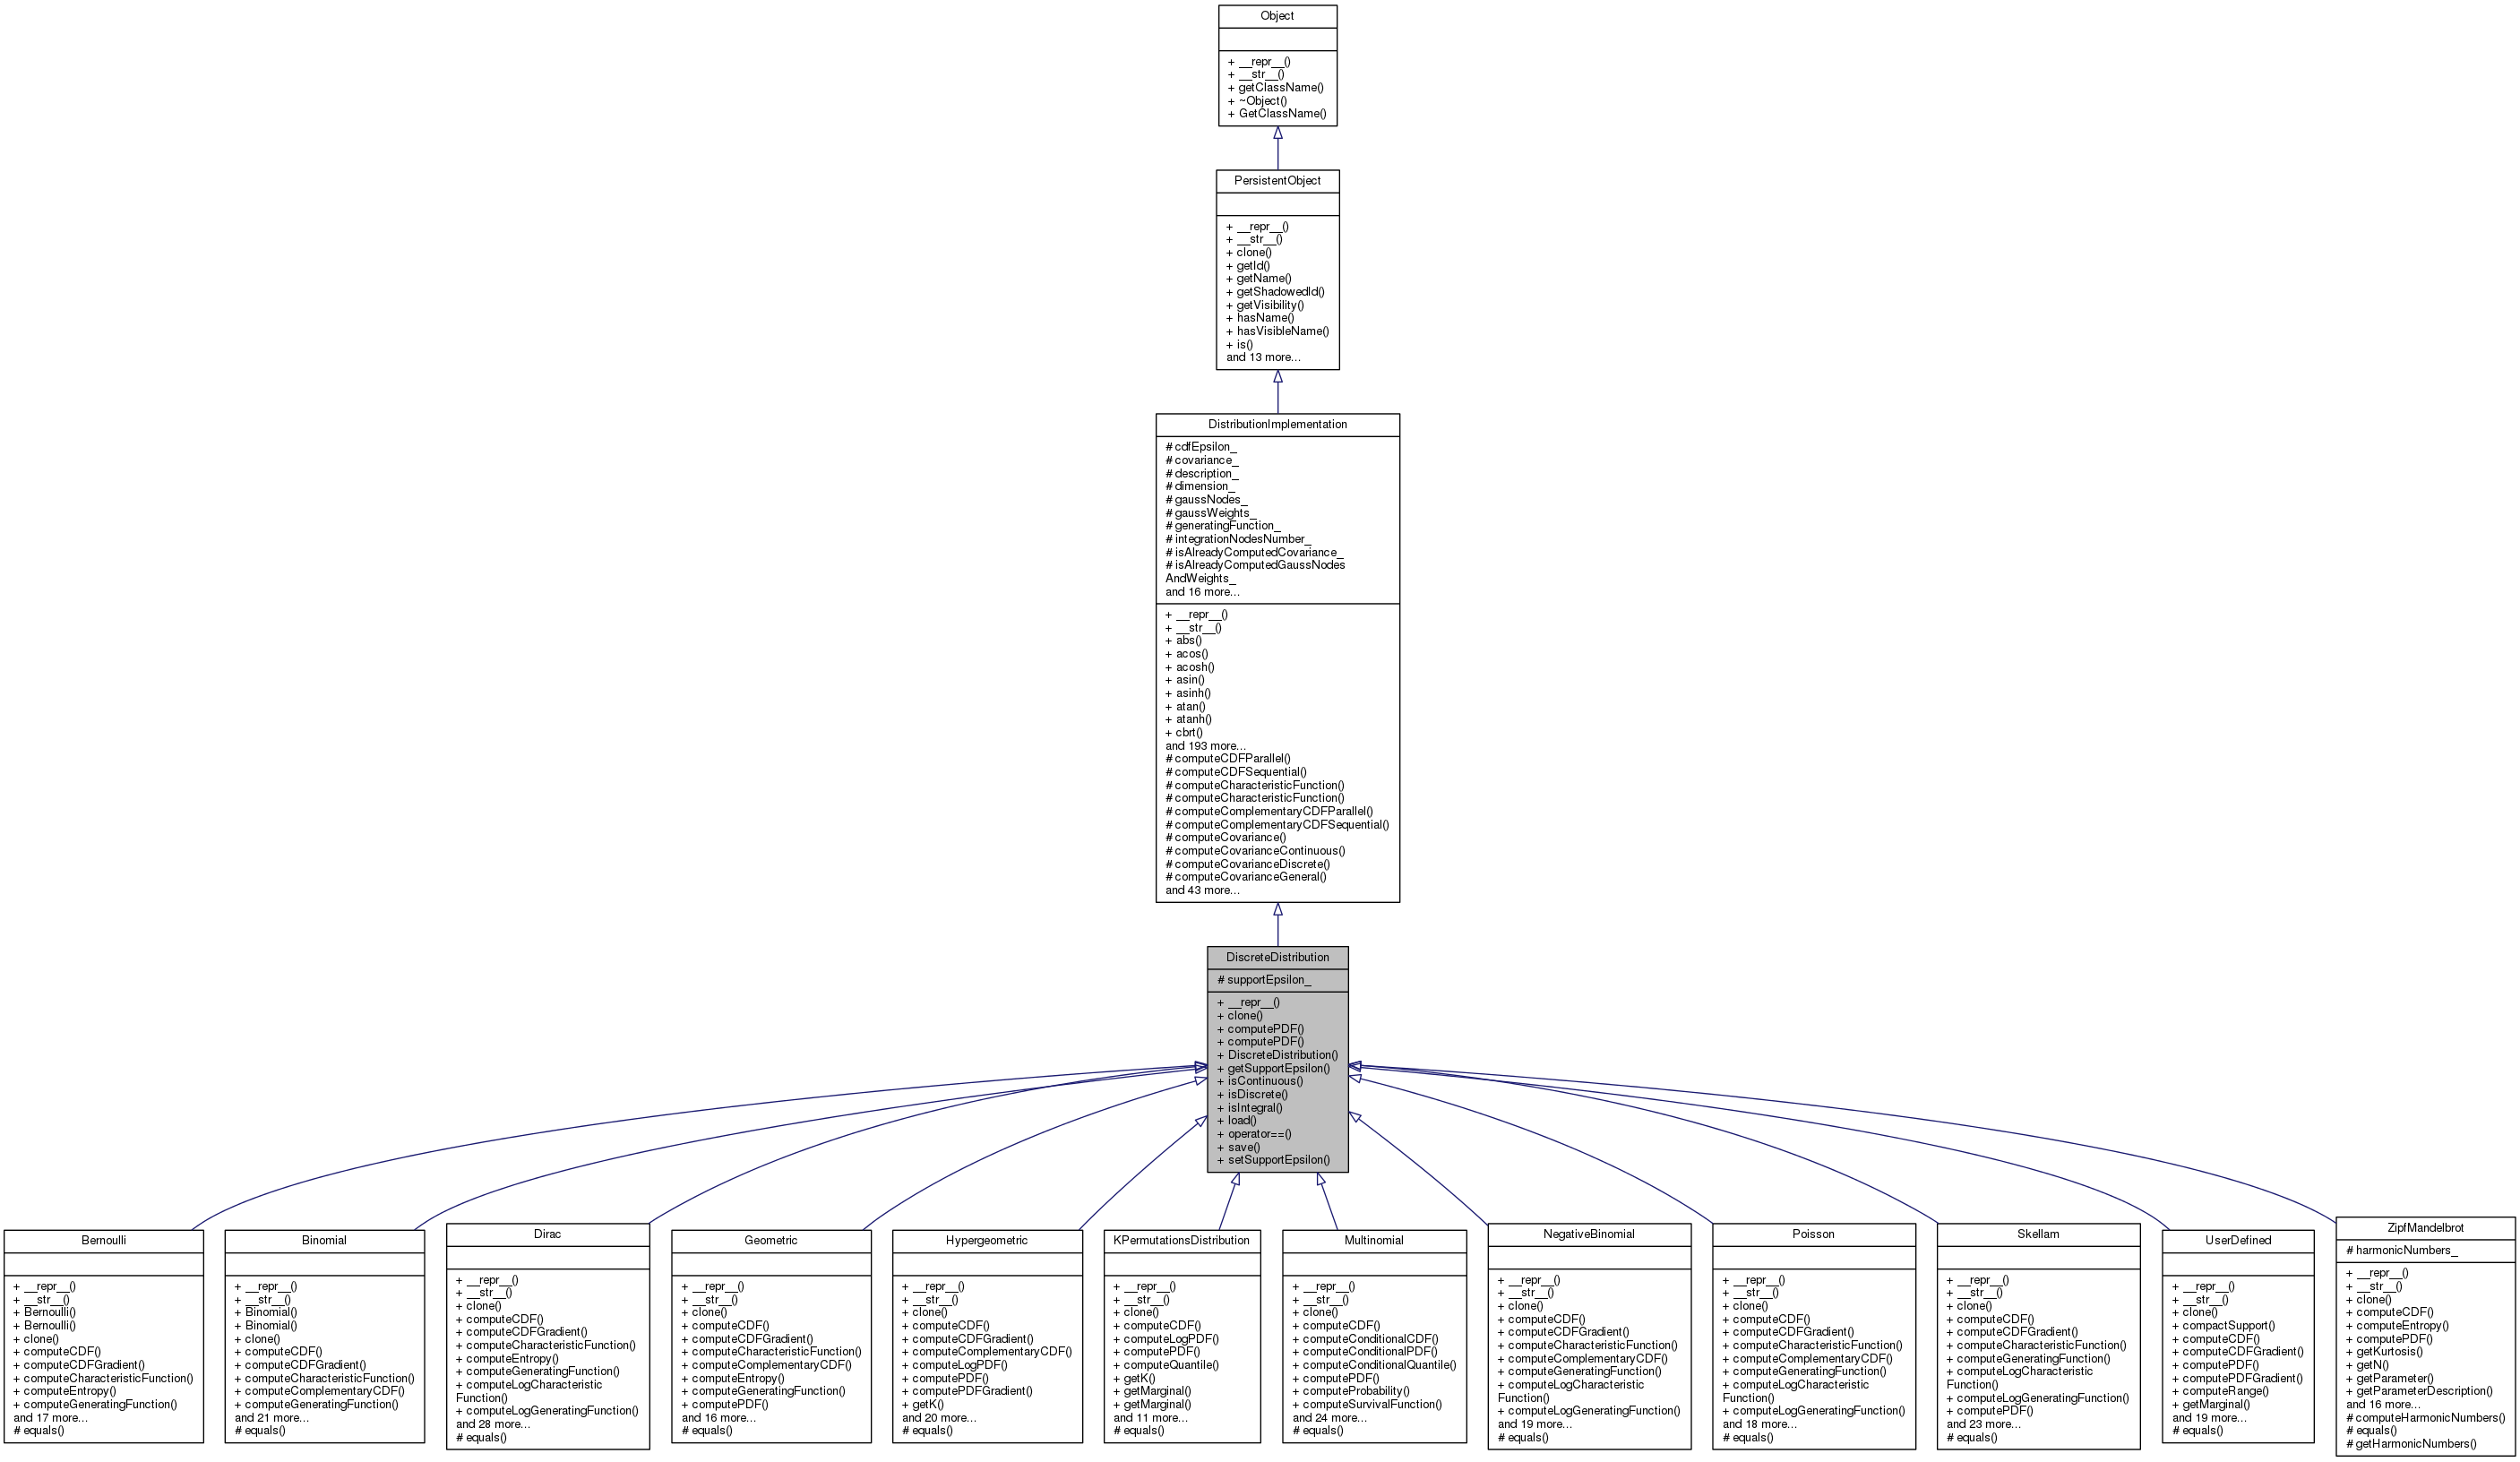 Object
+ __repr__()
+ __str__()
+ getClassName()
+ ~Object()
+ GetClassName()
PersistentObject
+ __repr__()
+ __str__()
+ clone()
+ getId()
+ getName()
+ getShadowedId()
+ getVisibility()
+ hasName()
+ hasVisibleName()
+ is()
and 13 more...
DistributionImplementation
# cdfEpsilon_
# covariance_
# description_
# dimension_
# gaussNodes_
# gaussWeights_
# generatingFunction_
# integrationNodesNumber_
# isAlreadyComputedCovariance_
# isAlreadyComputedGaussNodes
AndWeights_
and 16 more...
+ __repr__()
+ __str__()
+ abs()
+ acos()
+ acosh()
+ asin()
+ asinh()
+ atan()
+ atanh()
+ cbrt()
and 193 more...
# computeCDFParallel()
# computeCDFSequential()
# computeCharacteristicFunction()
# computeCharacteristicFunction()
# computeComplementaryCDFParallel()
# computeComplementaryCDFSequential()
# computeCovariance()
# computeCovarianceContinuous()
# computeCovarianceDiscrete()
# computeCovarianceGeneral()
and 43 more...
DiscreteDistribution
# supportEpsilon_
+ __repr__()
+ clone()
+ computePDF()
+ computePDF()
+ DiscreteDistribution()
+ getSupportEpsilon()
+ isContinuous()
+ isDiscrete()
+ isIntegral()
+ load()
+ operator==()
+ save()
+ setSupportEpsilon()
Bernoulli
+ __repr__()
+ __str__()
+ Bernoulli()
+ Bernoulli()
+ clone()
+ computeCDF()
+ computeCDFGradient()
+ computeCharacteristicFunction()
+ computeEntropy()
+ computeGeneratingFunction()
and 17 more...
# equals()
Binomial
+ __repr__()
+ __str__()
+ Binomial()
+ Binomial()
+ clone()
+ computeCDF()
+ computeCDFGradient()
+ computeCharacteristicFunction()
+ computeComplementaryCDF()
+ computeGeneratingFunction()
and 21 more...
# equals()
Dirac
+ __repr__()
+ __str__()
+ clone()
+ computeCDF()
+ computeCDFGradient()
+ computeCharacteristicFunction()
+ computeEntropy()
+ computeGeneratingFunction()
+ computeLogCharacteristic
Function()
+ computeLogGeneratingFunction()
and 28 more...
# equals()
Geometric
+ __repr__()
+ __str__()
+ clone()
+ computeCDF()
+ computeCDFGradient()
+ computeCharacteristicFunction()
+ computeComplementaryCDF()
+ computeEntropy()
+ computeGeneratingFunction()
+ computePDF()
and 16 more...
# equals()
Hypergeometric
+ __repr__()
+ __str__()
+ clone()
+ computeCDF()
+ computeCDFGradient()
+ computeComplementaryCDF()
+ computeLogPDF()
+ computePDF()
+ computePDFGradient()
+ getK()
and 20 more...
# equals()
KPermutationsDistribution
+ __repr__()
+ __str__()
+ clone()
+ computeCDF()
+ computeLogPDF()
+ computePDF()
+ computeQuantile()
+ getK()
+ getMarginal()
+ getMarginal()
and 11 more...
# equals()
Multinomial
+ __repr__()
+ __str__()
+ clone()
+ computeCDF()
+ computeConditionalCDF()
+ computeConditionalPDF()
+ computeConditionalQuantile()
+ computePDF()
+ computeProbability()
+ computeSurvivalFunction()
and 24 more...
# equals()
NegativeBinomial
+ __repr__()
+ __str__()
+ clone()
+ computeCDF()
+ computeCDFGradient()
+ computeCharacteristicFunction()
+ computeComplementaryCDF()
+ computeGeneratingFunction()
+ computeLogCharacteristic
Function()
+ computeLogGeneratingFunction()
and 19 more...
# equals()
Poisson
+ __repr__()
+ __str__()
+ clone()
+ computeCDF()
+ computeCDFGradient()
+ computeCharacteristicFunction()
+ computeComplementaryCDF()
+ computeGeneratingFunction()
+ computeLogCharacteristic
Function()
+ computeLogGeneratingFunction()
and 18 more...
# equals()
Skellam
+ __repr__()
+ __str__()
+ clone()
+ computeCDF()
+ computeCDFGradient()
+ computeCharacteristicFunction()
+ computeGeneratingFunction()
+ computeLogCharacteristic
Function()
+ computeLogGeneratingFunction()
+ computePDF()
and 23 more...
# equals()
UserDefined
+ __repr__()
+ __str__()
+ clone()
+ compactSupport()
+ computeCDF()
+ computeCDFGradient()
+ computePDF()
+ computePDFGradient()
+ computeRange()
+ getMarginal()
and 19 more...
# equals()
ZipfMandelbrot
# harmonicNumbers_
+ __repr__()
+ __str__()
+ clone()
+ computeCDF()
+ computeEntropy()
+ computePDF()
+ getKurtosis()
+ getN()
+ getParameter()
+ getParameterDescription()
and 16 more...
# computeHarmonicNumbers()
# equals()
# getHarmonicNumbers()